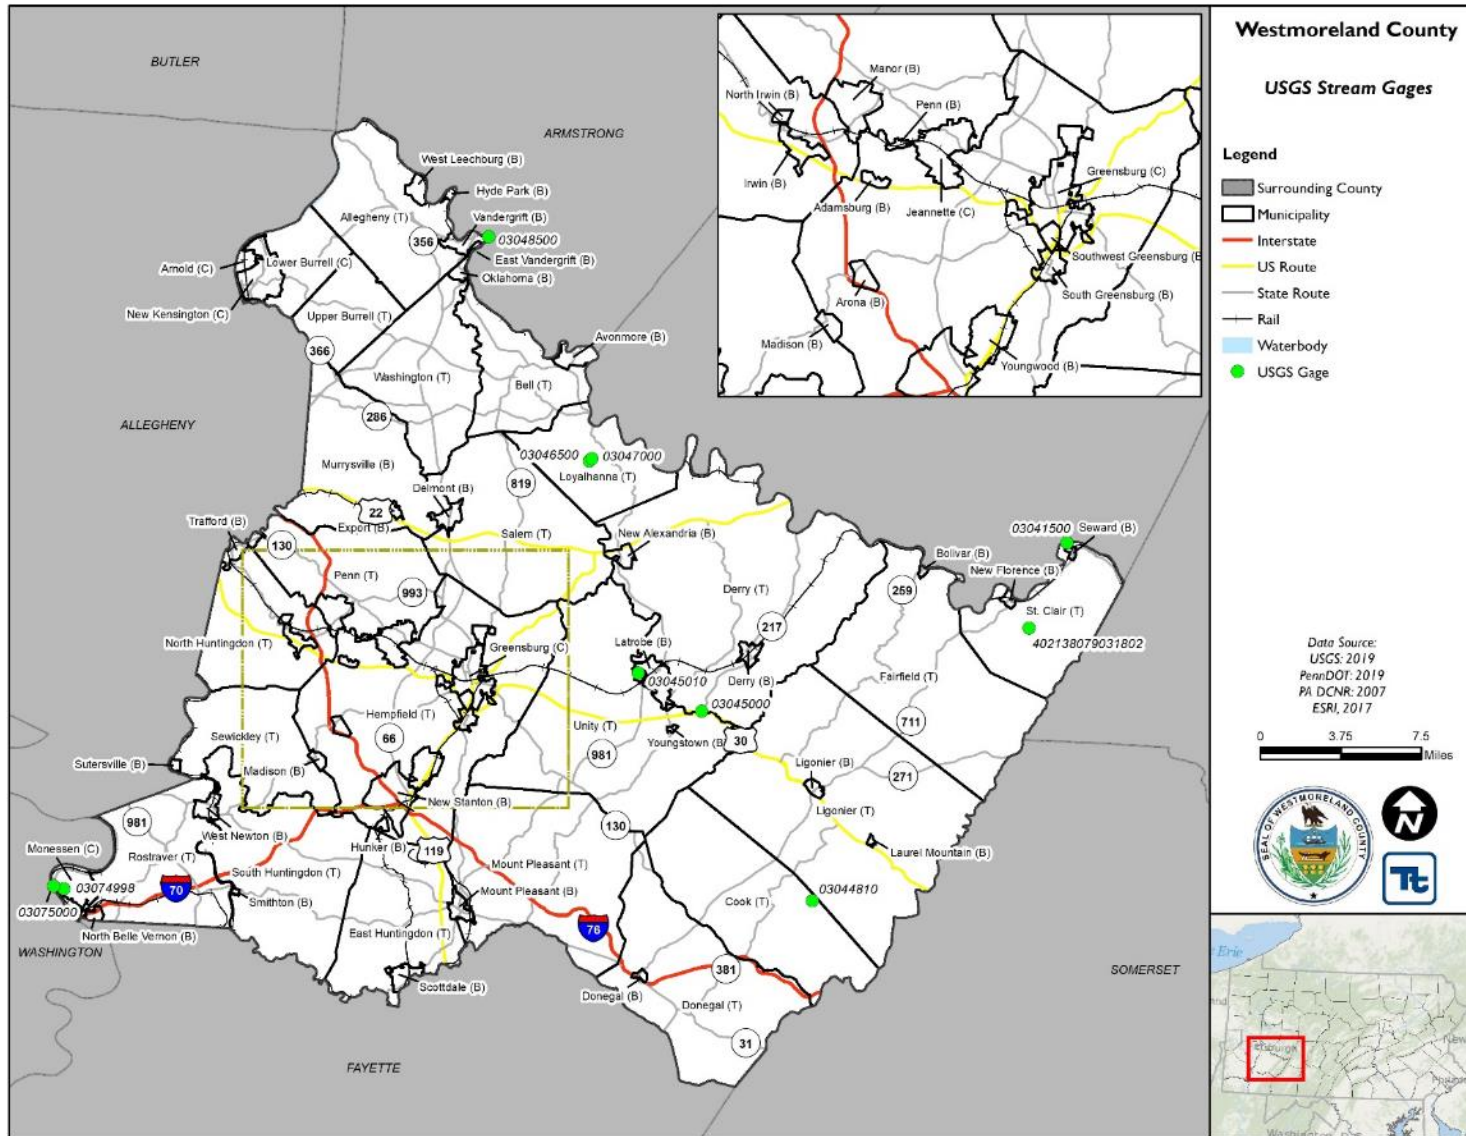 Westmoreland County
USGS Stream Gages
Legend
Surrounding County
Municipality
Interstate
US Route
State Route
Rail
Waterbody
USGS Gage
Data Source:
USGS: 2019
PennDOT: 2019
PA DCNR: 2007
ESRI, 2017
0 3.75 7.5
Miles
SEAL OF WESTMORELAND COUNTY
N
Tt
BUTLER
ARMSTRONG
ALLEGHENY
WASHINGTON
FAYETTE
SOMERSET
Manor (B)
North Irwin (B)
Penn (B)
Irwin (B)
Adamsburg (B)
Jeannette (C)
Greensburg (C)
Southwest Greensburg (B
South Greensburg (B)
Arona (B)
Madison (B)
Youngwood (B)
West Leechburg (B)
Hyde Park (B)
Allegheny (T)
Vandergrift (B)
356
03048500
East Vandergrift (B)
Oklahoma (B)
Arnold (C)
Lower Burrell (C)
New Kensington (C)
Upper Burrell (T)
366
Avonmore (B)
Washington (T)
Bell (T)
286
Murrysville (B)
03046500
03047000
Loyalhanna (T)
Delmont (B)
819
22
Export (B)
Trafford (B)
130
Salem (T)
New Alexandria (B)
03041500
Seward (B)
Bolivar (B)
New Florence (B)
Penn (T)
993
Derry (T)
259
St. Clair (T)
217
402138079031802
North Huntingdon (T)
Latrobe (B)
Greensburg (C)
03045010
Derry (B)
Fairfield (T)
03045000
Hempfield (T)
Unity (T)
711
Sewickley (T)
66
981
Youngstown (B
30
Sutersville (B)
Madison (B)
Ligonier (B)
271
New Stanton (B)
Ligonier (T)
981
West Newton (B)
130
Hunker (B)
119
Laurel Mountain (B)
Monessen (C)
Rostraver (T)
Mount Pleasant (T)
South Huntingdon (T)
03074998
70
Mount Pleasant (B)
03044810
03075000
Smithton (B)
Cook (T)
North Belle Vernon (B)
East Huntingdon (T)
76
381
Scottdale (B)
Donegal (B)
Donegal (T)
31
Erie